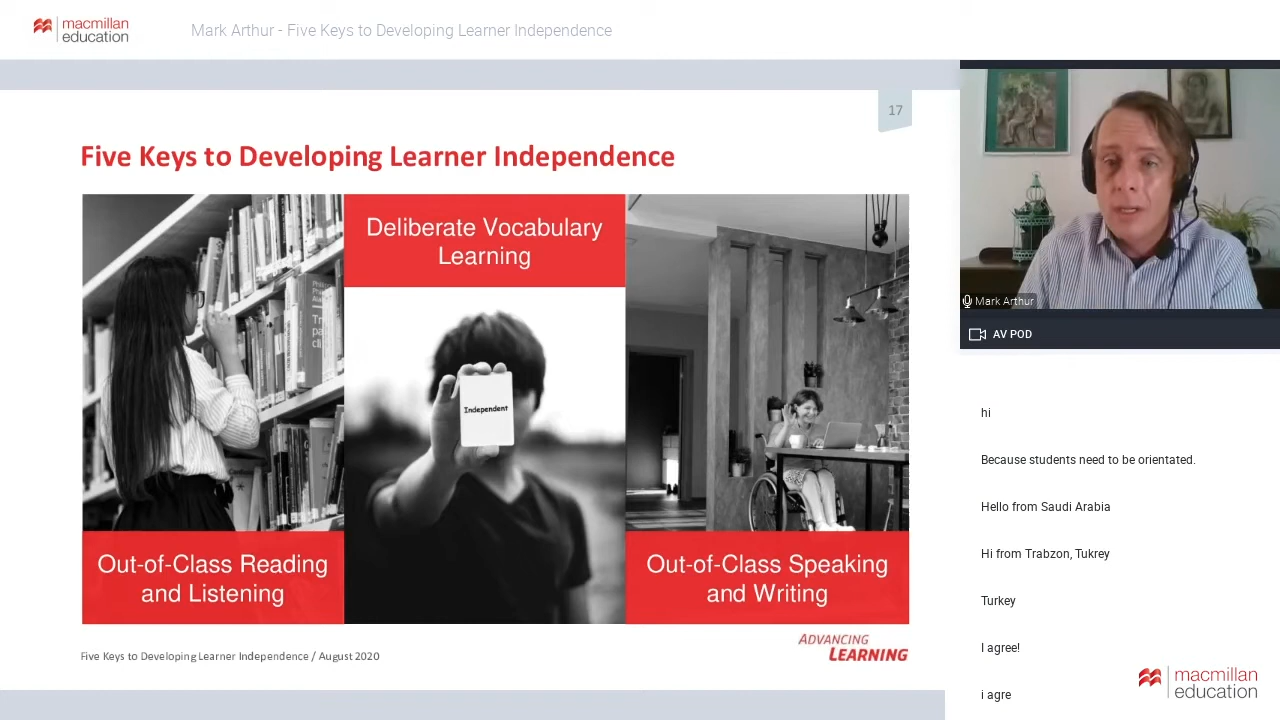 macmillan
education
Mark Arthur - Five Keys to Developing Learner Independence
17
Five Keys to Developing Learner Independence
Deliberate Vocabulary
Learning
Independent
Out-of-Class Reading
and Listening
Out-of-Class Speaking
and Writing
Five Keys to Developing Learner Independence / August 2020
ADVANCING
LEARNING
Mark Arthur
AV POD
hi
Because students need to be orientated.
Hello from Saudi Arabia
Hi from Trabzon, Tukrey
Turkey
I agree!
i agre
macmillan
education